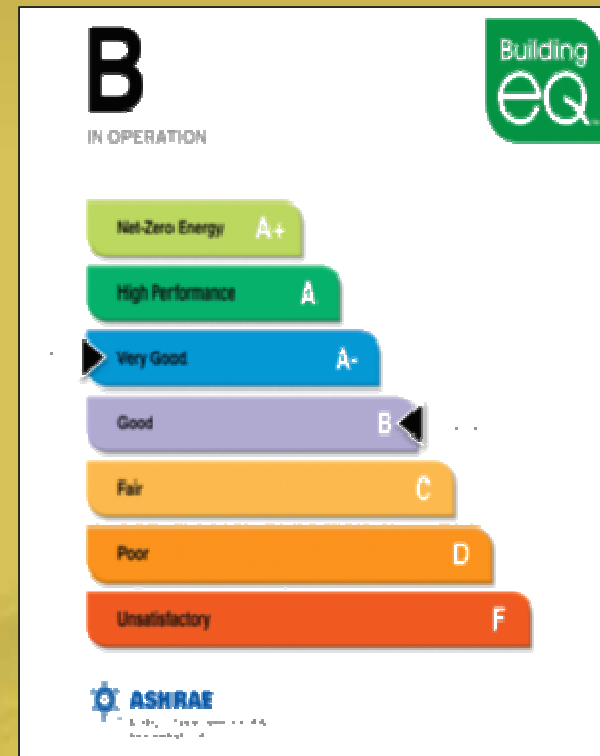 B
IN OPERATION
Building
eQ
Net-Zero Energy A+
High Performance A
Very Good A-
Good B
Fair C
Poor D
Unsatisfactory F
ASHRAE